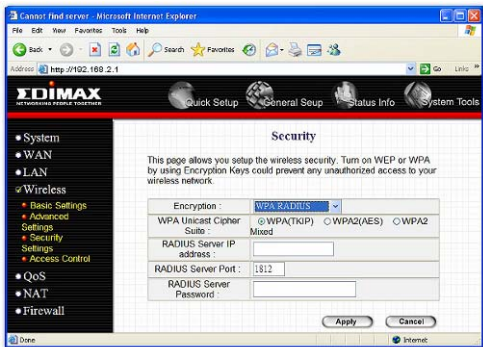 Cannot find server - Microsoft Internet Explorer
File Edit View Favorites Tools Help
Back Search Favorites
Address http://192.168.2.1 Go Links »
EDIMAX
NETWORKING PEOPLE TOGETHER
Quick Setup General Seup Status Info System Tools
System
WAN
LAN
Wireless
Basic Settings
Advanced
Settings
Security
Settings
Access Control
QoS
NAT
Firewall
Security
This page allows you setup the wireless security. Turn on WEP or WPA
by using Encryption Keys could prevent any unauthorized access to your
wireless network.
Encryption : WPA RADIUS
WPA Unicast Cipher
Suite : WPA(TKIP) WPA2(AES) WPA2
Mixed
RADIUS Server IP
address :
RADIUS Server Port : 1812
RADIUS Server
Password :
Apply Cancel
Done Internet